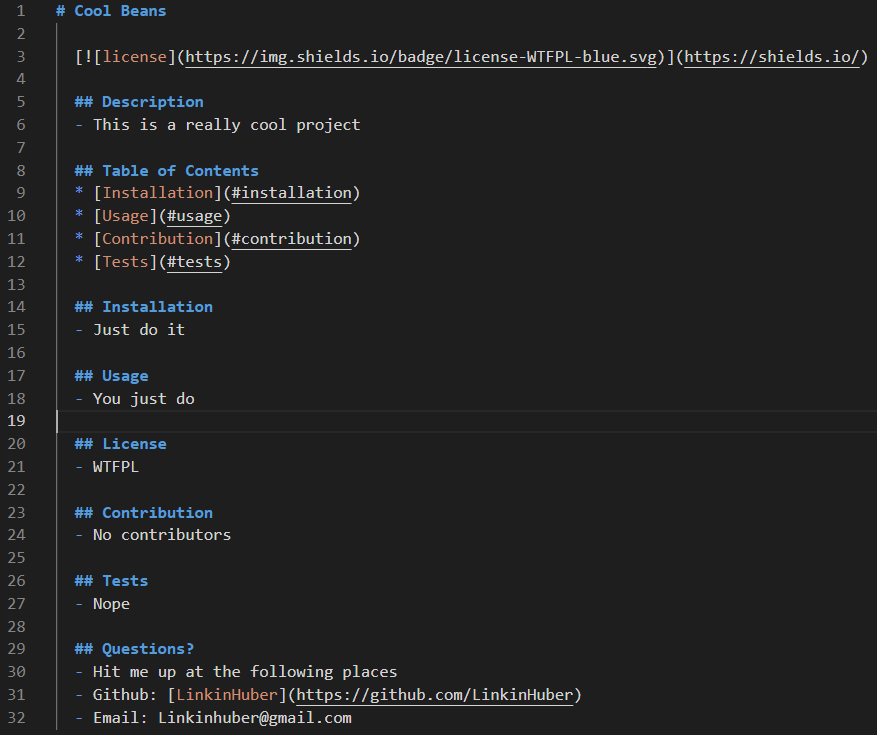 1 # Cool Beans
2
3 [![license](https://img.shields.io/badge/license-WTFPL-blue.svg)](https://shields.io/)
4
5 ## Description
6 - This is a really cool project
7
8 ## Table of Contents
9 * [Installation](#installation)
10 * [Usage](#usage)
11 * [Contribution](#contribution)
12 * [Tests](#tests)
13
14 ## Installation
15 - Just do it
16
17 ## Usage
18 - You just do
19
20 ## License
21 - WTFPL
22
23 ## Contribution
24 - No contributors
25
26 ## Tests
27 - Nope
28
29 ## Questions?
30 - Hit me up at the following places
31 - Github: [LinkinHuber](https://github.com/LinkinHuber)
32 - Email: Linkinhuber@gmail.com